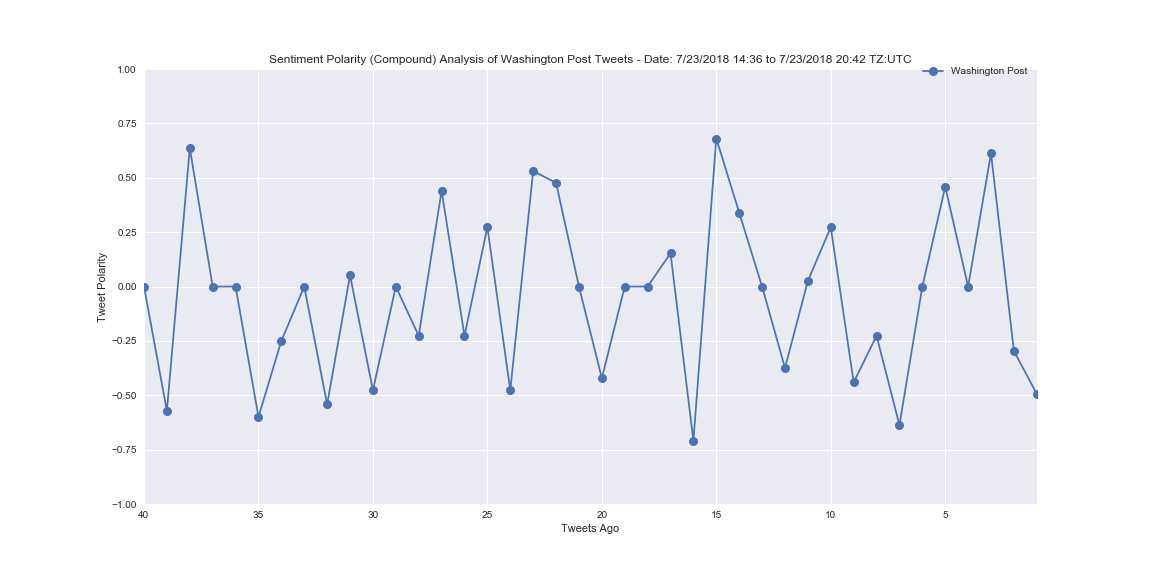 Sentiment Polarity (Compound) Analysis of Washington Post Tweets - Date: 7/23/2018 14:36 to 7/23/2018 20:42 TZ:UTC
Washington Post
1.00
0.75
0.50
0.25
0.00
−0.25
−0.50
−0.75
−1.00
Tweet Polarity
40 35 30 25 20 15 10 5
Tweets Ago